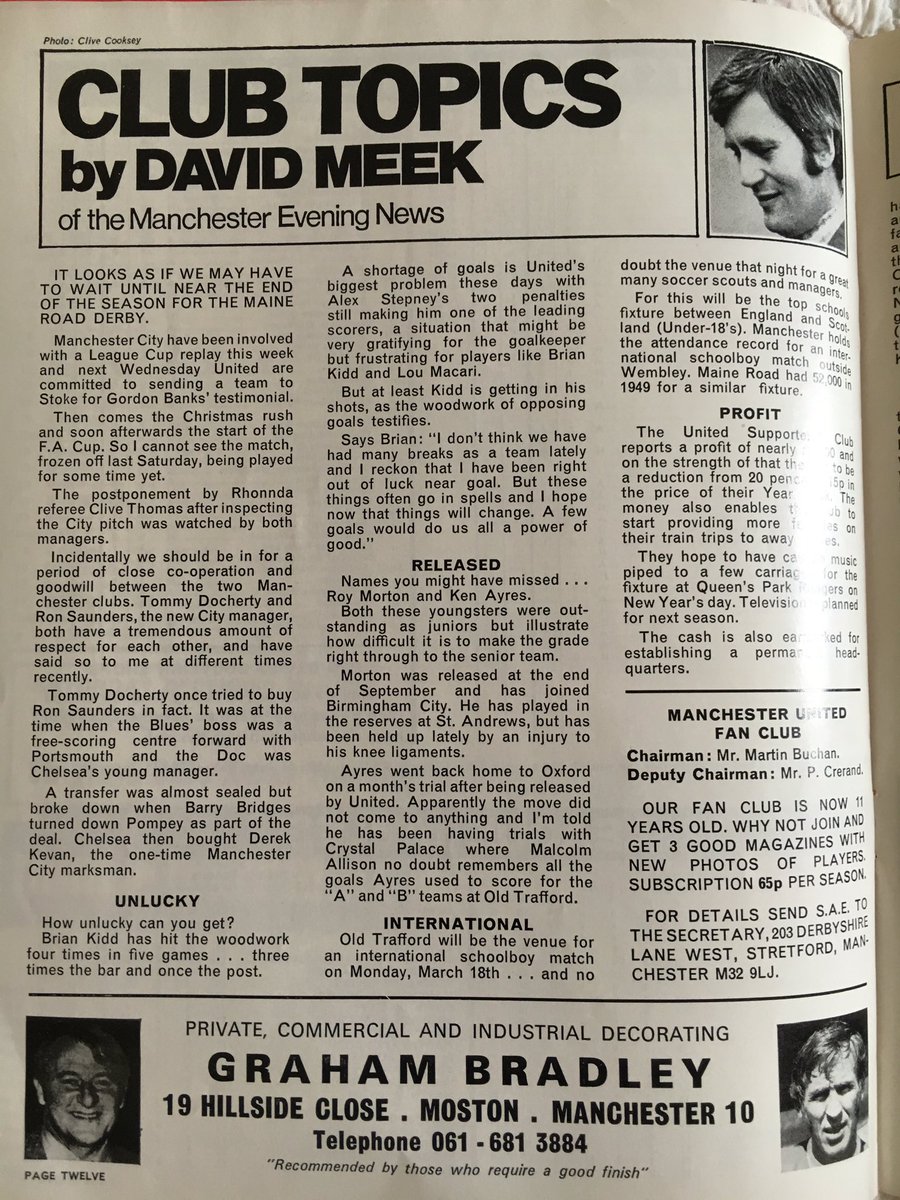 Photo: Clive Cooksey
CLUB TOPICS
by DAVID MEEK
of the Manchester Evening News
IT LOOKS AS IF WE MAY HAVE
TO WAIT UNTIL NEAR THE END
OF THE SEASON FOR THE MAINE
ROAD DERBY.
Manchester City have been involved
with a League Cup replay this week
and next Wednesday United are
committed to sending a team to
Stoke for Gordon Banks' testimonial.
Then comes the Christmas rush
and soon afterwards the start of the
F.A. Cup. So I cannot see the match,
frozen off last Saturday, being played
for some time yet.
The postponement by Rhonnda
referee Clive Thomas after inspecting
the City pitch was watched by both
managers.
Incidentally we should be in for a
period of close co-operation and
goodwill between the two Man-
chester clubs. Tommy Docherty and
Ron Saunders, the new City manager,
both have a tremendous amount of
respect for each other, and have
said so to me at different times
recently.
Tommy Docherty once tried to buy
Ron Saunders in fact. It was at the
time when the Blues' boss was a
free-scoring centre forward with
Portsmouth and the Doc was
Chelsea's young manager.
A transfer was almost sealed but
broke down when Barry Bridges
turned down Pompey as part of the
deal. Chelsea then bought Derek
Kevan, the one-time Manchester
City marksman.
UNLUCKY
How unlucky can you get?
Brian Kidd has hit the woodwork
four times in five games . . . three
times the bar and once the post.
A shortage of goals is United's
biggest problem these days with
Alex Stepney's two penalties
still making him one of the leading
scorers, a situation that might be
very gratifying for the goalkeeper
but frustrating for players like Brian
Kidd and Lou Macari.
But at least Kidd is getting in his
shots, as the woodwork of opposing
goals testifies.
Says Brian: "I don't think we have
had many breaks as a team lately
and I reckon that I have been right
out of luck near goal. But these
things often go in spells and I hope
now that things will change. A few
goals would do us all a power of
good."
RELEASED
Names you might have missed . . .
Roy Morton and Ken Ayres.
Both these youngsters were out-
standing as juniors but illustrate
how difficult it is to make the grade
right through to the senior team.
Morton was released at the end
of September and has joined
Birmingham City. He has played in
the reserves at St. Andrews, but has
been held up lately by an injury to
his knee ligaments.
Ayres went back home to Oxford
on a month's trial after being released
by United. Apparently the move did
not come to anything and I'm told
he has been having trials with
Crystal Palace where Malcolm
Allison no doubt remembers all the
goals Ayres used to score for the
"A" and "B" teams at Old Trafford.
INTERNATIONAL
Old Trafford will be the venue for
an international schoolboy match
on Monday, March 18th . . . and no
doubt the venue that night for a great
many soccer scouts and managers.
For this will be the top schools
fixture between England and Scot-
land (Under-18's). Manchester holds
the attendance record for an inter-
national schoolboy match outside
Wembley. Maine Road had 52,000 in
1949 for a similar fixture.
PROFIT
The United Club
reports a profit of nearly and
on the strength of that to be
a reduction from 20 in
the price of their Year The
money also enables to
start providing more on
their train trips to away
They hope to have music
piped to a few for the
fixture at Queen's Park on
New Year's day. Television planned
for next season.
The cash is also for
establishing a head-
quarters.
MANCHESTER UNITED
FAN CLUB
Chairman: Mr. Martin Buchan.
Deputy Chairman: Mr. P. Crerand.
OUR FAN CLUB IS NOW 11
YEARS OLD. WHY NOT JOIN AND
GET 3 GOOD MAGAZINES WITH
NEW PHOTOS OF PLAYERS.
SUBSCRIPTION 65p PER SEASON.
FOR DETAILS SEND S.A.E. TO
THE SECRETARY, 203 DERBYSHIRE
LANE WEST, STRETFORD, MAN-
CHESTER M32 9LJ.
PRIVATE, COMMERCIAL AND INDUSTRIAL DECORATING
GRAHAM BRADLEY
19 HILLSIDE CLOSE . MOSTON . MANCHESTER 10
Telephone 061 - 681 3884
"Recommended by those who require a good finish"
PAGE TWELVE